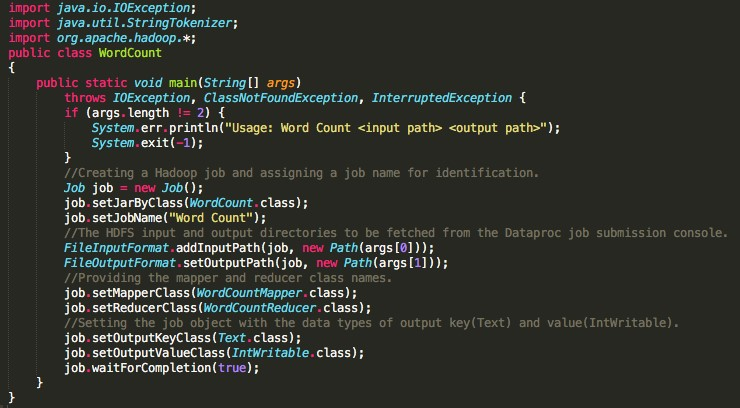 import java.io.IOException;
import java.util.StringTokenizer;
import org.apache.hadoop.*;
public class WordCount
{
    public static void main(String[] args)
        throws IOException, ClassNotFoundException, InterruptedException {
        if (args.length != 2) {
            System.err.println("Usage: Word Count <input path> <output path>");
            System.exit(-1);
        }
        //Creating a Hadoop job and assigning a job name for identification.
        Job job = new Job();
        job.setJarByClass(WordCount.class);
        job.setJobName("Word Count");
        //The HDFS input and output directories to be fetched from the Dataproc job submission console.
        FileInputFormat.addInputPath(job, new Path(args[0]));
        FileOutputFormat.setOutputPath(job, new Path(args[1]));
        //Providing the mapper and reducer class names.
        job.setMapperClass(WordCountMapper.class);
        job.setReducerClass(WordCountReducer.class);
        //Setting the job object with the data types of output key(Text) and value(IntWritable).
        job.setOutputKeyClass(Text.class);
        job.setOutputValueClass(IntWritable.class);
        job.waitForCompletion(true);
    }
}